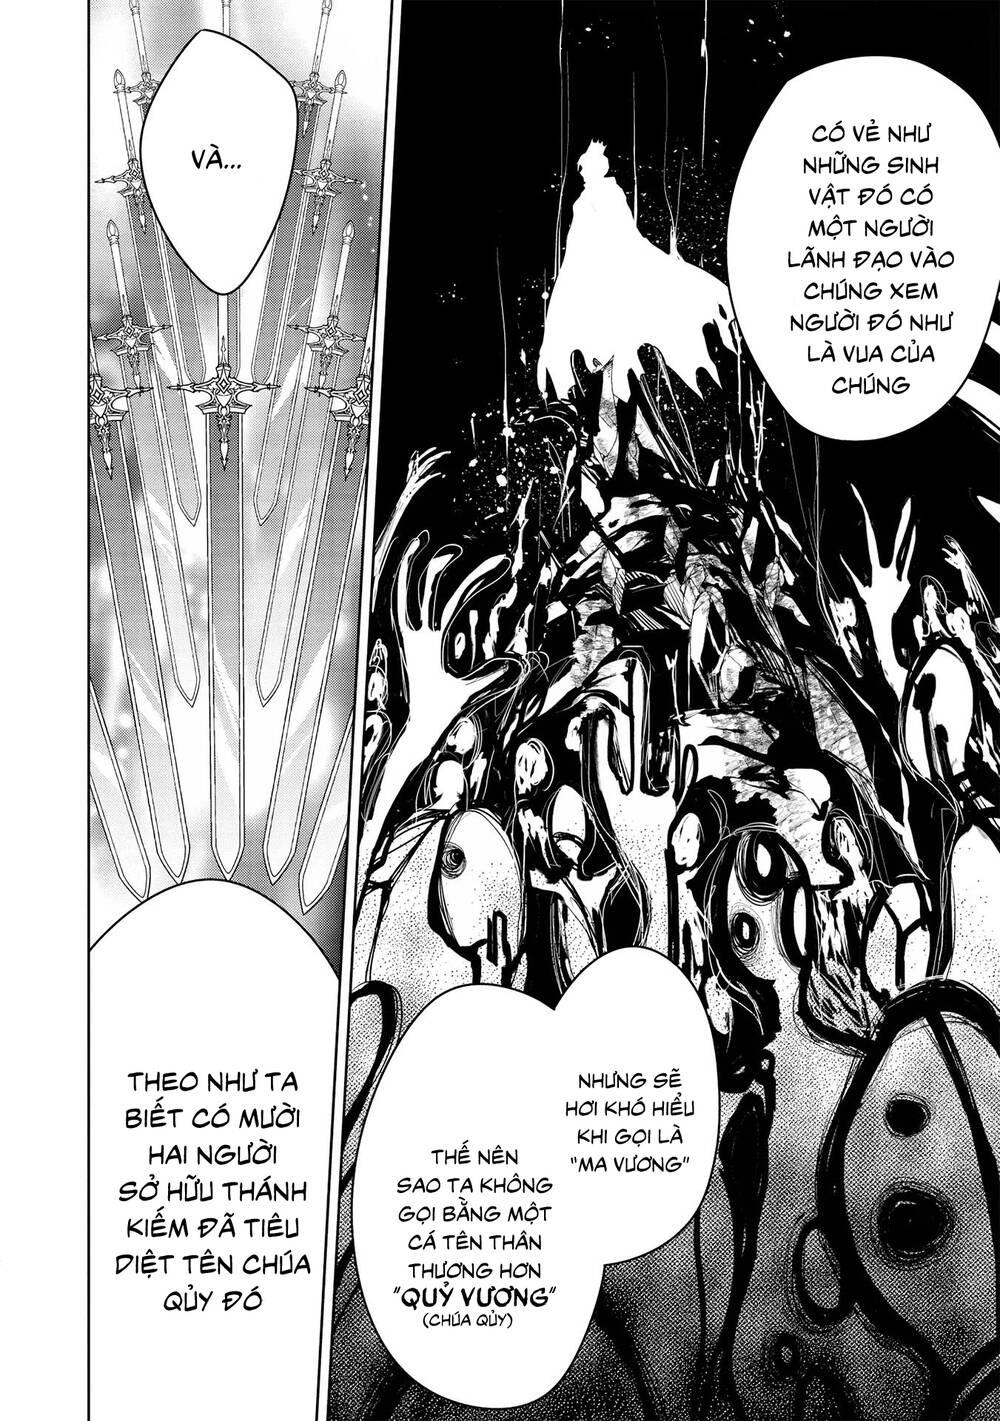 CÓ VẺ NHƯ
NHỮNG SINH
VẬT ĐÓ CÓ
MỘT NGƯỜI
LÃNH ĐẠO VÀO
CHÚNG XEM
NGƯỜI ĐÓ NHƯ
LÀ VUA CỦA
CHÚNG
NHƯNG SẼ
HƠI KHÓ HIỂU
KHI GỌI LÀ
"MA VƯƠNG"
THẾ NÊN
SAO TA KHÔNG
GỌI BẰNG MỘT
CÁ TÊN THÂN
THƯƠNG HƠN
"QUỶ VƯƠNG"
(CHÚA QỦY)
VÀ...
THEO NHƯ TA
BIẾT CÓ MƯỜI
HAI NGƯỜI
SỞ HỮU THÁNH
KIẾM ĐÃ TIÊU
DIỆT TÊN CHÚA
QỦY ĐÓ